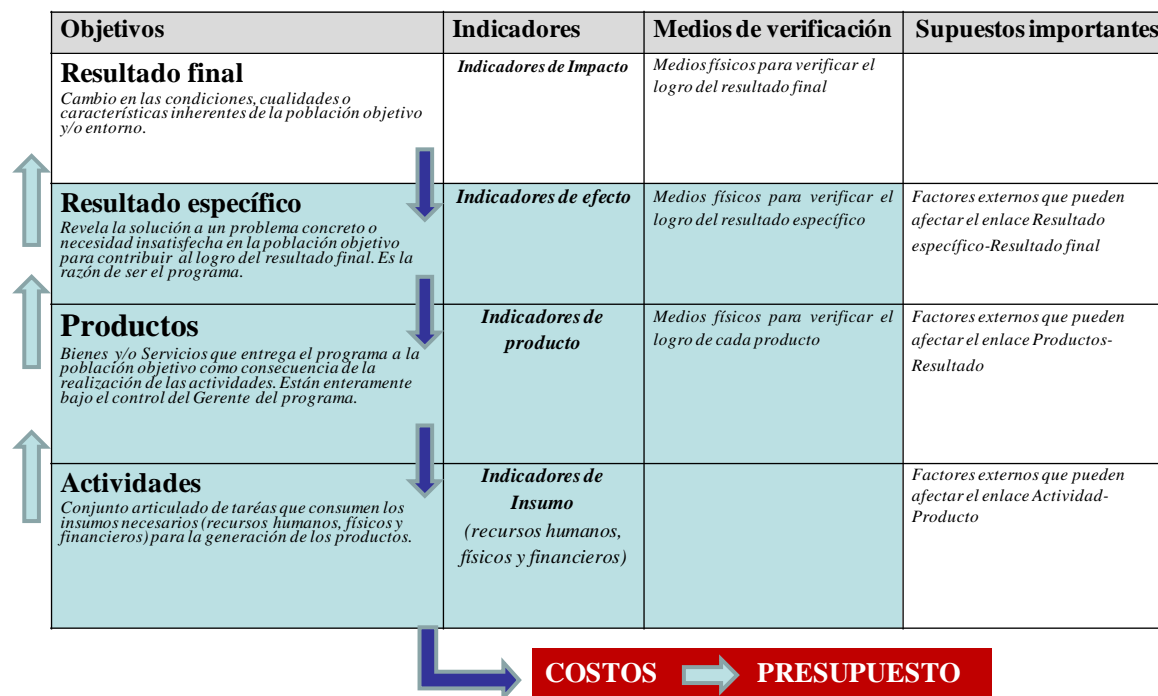 Objetivos
Indicadores
Medios de verificación
Supuestos importantes
Resultado final
Cambio en las condiciones, cualidades o
características inherentes de la población objetivo
y/o entorno.
Indicadores de Impacto
Medios físicos para verificar el
logro del resultado final
Resultado específico
Revela la solución a un problema concreto o
necesidad insatisfecha en la población objetivo
para contribuir al logro del resultado final. Es la
razón de ser el programa.
Indicadores de efecto
Medios físicos para verificar el
logro del resultado específico
Factores externos que pueden
afectar el enlace Resultado
específico-Resultado final
Productos
Bienes y/o Servicios que entrega el programa a la
población objetivo como consecuencia de la
realización de las actividades. Están enteramente
bajo el control del Gerente del programa.
Indicadores de
producto
Medios físicos para verificar el
logro de cada producto
Factores externos que pueden
afectar el enlace Productos-
Resultado
Actividades
Conjunto articulado de taréas que consumen los
insumos necesarios (recursos humanos, físicos y
financieros) para la generación de los productos.
Indicadores de
Insumo
(recursos humanos,
físicos y financieros)
Factores externos que pueden
afectar el enlace Actividad-
Producto
COSTOS
PRESUPUESTO